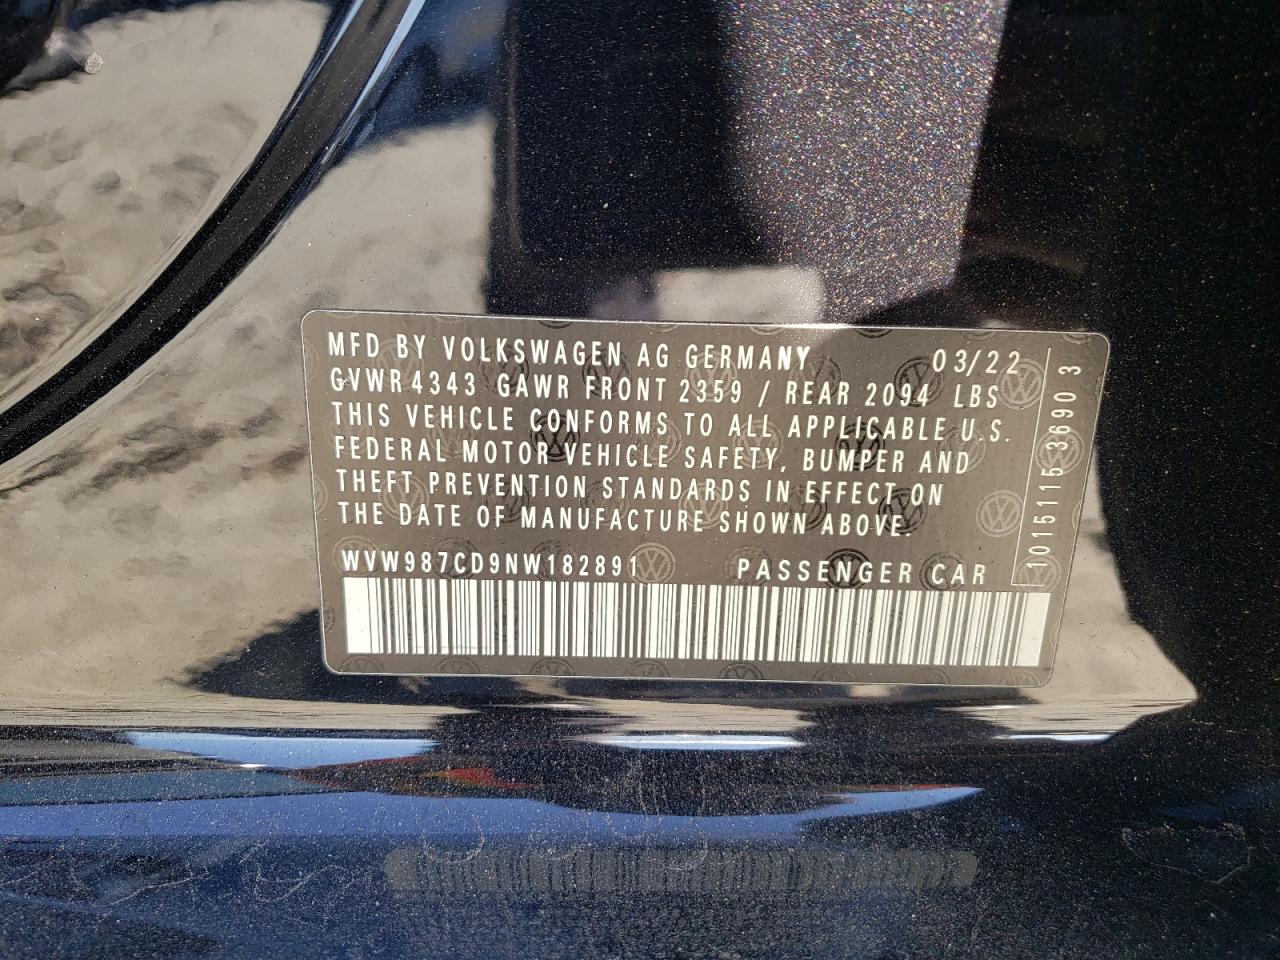 MFD BY VOLKSWAGEN AG GERMANY 03/22
GVWR 4343 GAWR FRONT 2359 / REAR 2094 LBS
THIS VEHICLE CONFORMS TO ALL APPLICABLE U.S.
FEDERAL MOTOR VEHICLE SAFETY, BUMPER AND
THEFT PREVENTION STANDARDS IN EFFECT ON
THE DATE OF MANUFACTURE SHOWN ABOVE.
WVW987CD9NW182891 PASSENGER CAR
1015115 3690 3